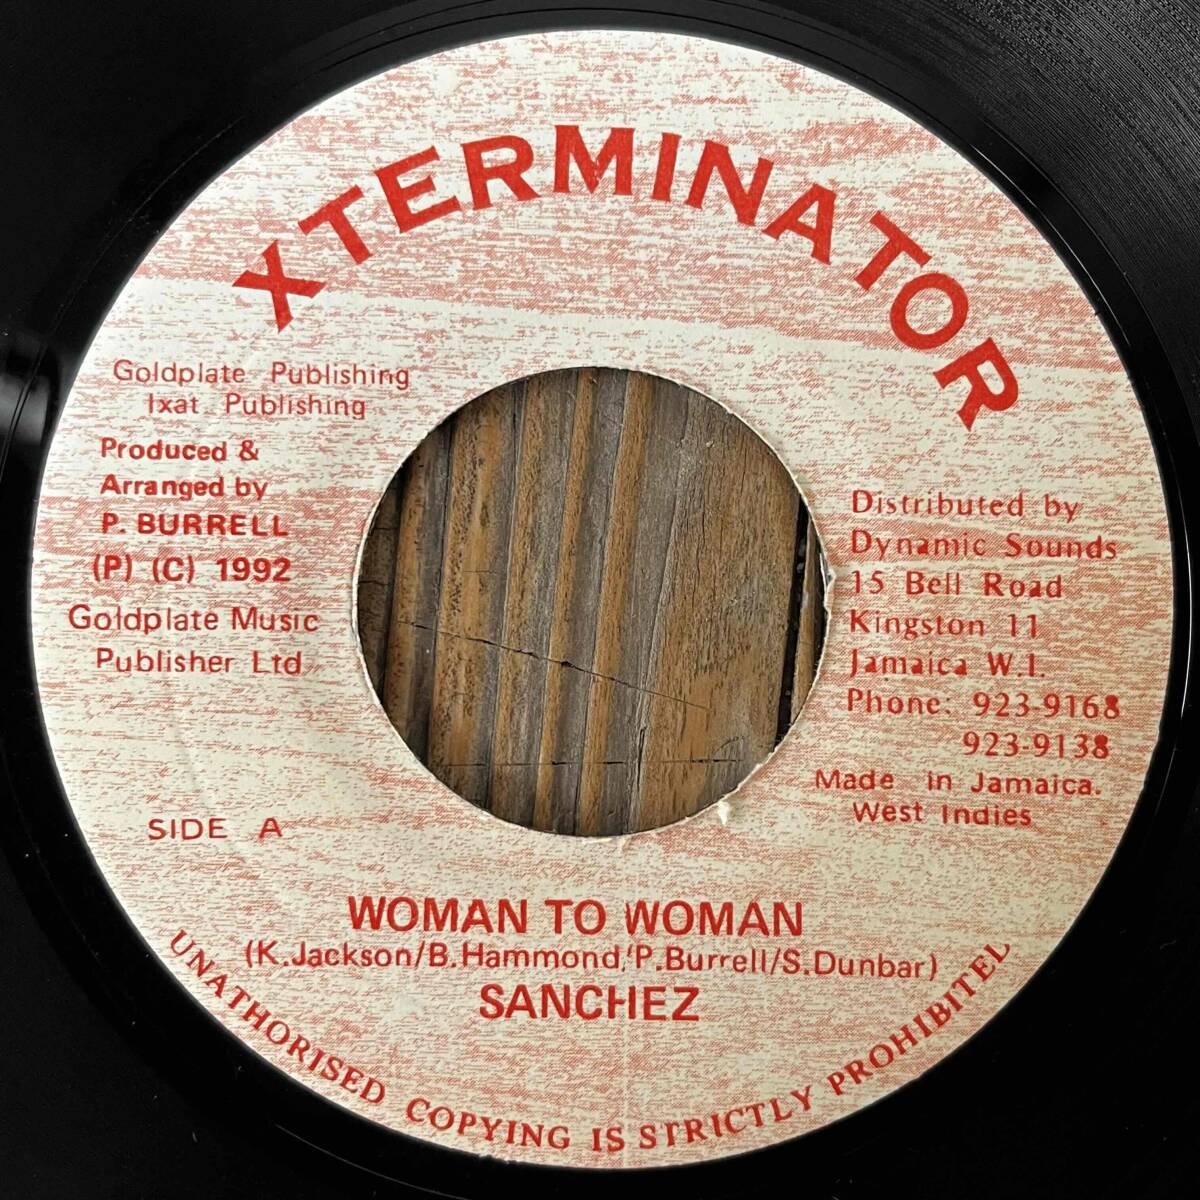 XTERMINATOR
Goldplate Publishing
Ixat Publishing
Produced &
Arranged by
P. BURRELL
(P) (C) 1992
Goldplate Music
Publisher Ltd
SIDE A
Distributed by
Dynamic Sounds
15 Bell Road
Kingston 11
Jamaica W.I.
Phone: 923-9168
923-9138
Made in Jamaica.
West Indies
WOMAN TO WOMAN
(K.Jackson/B.Hammond/P.Burrell/S.Dunbar)
SANCHEZ
UNAUTHORISED COPYING IS STRICTLY PROHIBITEL